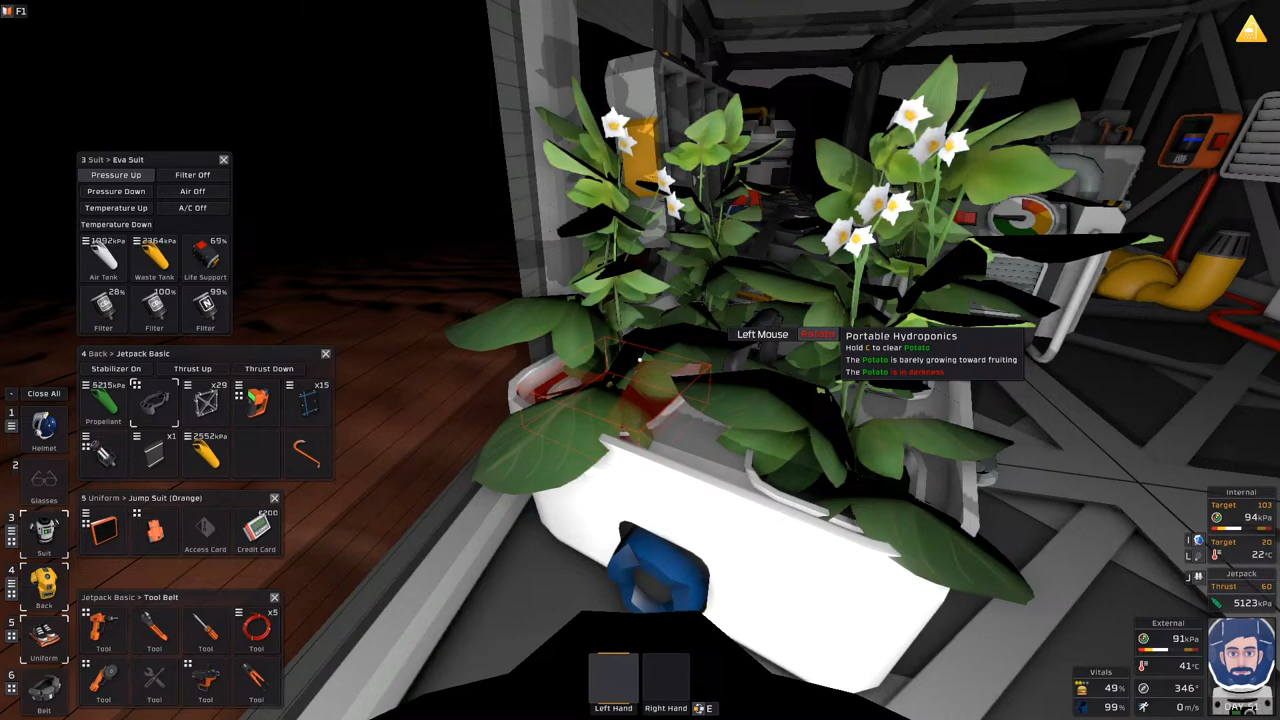 F1
3 Suit > Eva Suit
Pressure Up
Filter Off
Pressure Down
Air Off
Temperature Up
A/C Off
Temperature Down
1992kPa
2364kPa
69%
Air Tank
Waste Tank
Life Support
28%
100%
99%
Filter
Filter
Filter
4 Back > Jetpack Basic
Stabilizer On
Thrust Up
Thrust Down
5215kPa
x29
x15
Propellant
x1
2552kPa
5 Uniform > Jump Suit (Orange)
£200
Access Card
Credit Card
Jetpack Basic > Tool Belt
x5
Tool
Tool
Tool
Tool
Tool
Tool
Tool
Tool
-
Close All
1
Helmet
2
Glasses
3
Suit
4
Back
5
Uniform
6
Belt
Left Mouse
Potato
Portable Hydroponics
Hold C to clear Potato
The Potato is barely growing toward fruiting
The Potato is in darkness
Left Hand
Right Hand
E
Internal
Target 103
94kPa
Target 20
22°C
I
L
J
Jetpack
Thrust 60
5123kPa
External
91kPa
41°C
346°
0m/s
Vitals
49%
99%
DAY 51